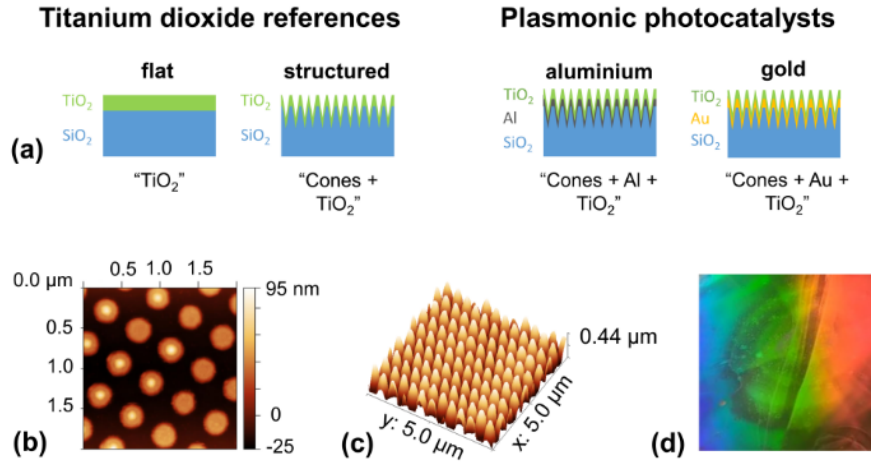 Titanium dioxide references
Plasmonic photocatalysts
flat
structured
aluminium
gold
(a)
TiO₂
SiO₂
"TiO₂"
TiO₂
SiO₂
"Cones +
TiO₂"
TiO₂
Al
SiO₂
"Cones + Al +
TiO₂"
TiO₂
Au
SiO₂
"Cones + Au +
TiO₂"
0.0 µm
0.5 1.0 1.5
0.5
1.0
1.5
95 nm
0
-25
(b)
0.44 µm
y: 5.0 µm
x: 5.0 µm
(c)
(d)